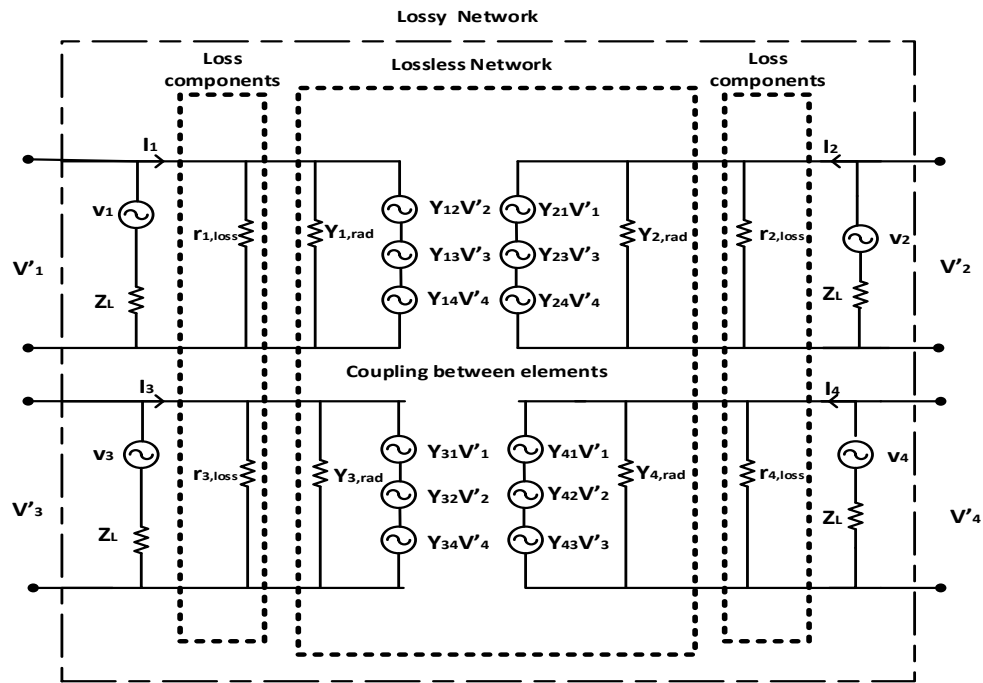 Lossy Network
Loss
components
Lossless Network
Loss
components
I1
I2
v1
r1,loss
Y1,rad
Y12V'2
Y13V'3
Y14V'4
Y21V'1
Y23V'3
Y24V'4
Y2,rad
r2,loss
v2
V'1
V'2
ZL
ZL
Coupling between elements
I3
I4
v3
r3,loss
Y3,rad
Y31V'1
Y32V'2
Y34V'4
Y41V'1
Y42V'2
Y43V'3
Y4,rad
r4,loss
v4
V'3
V'4
ZL
ZL